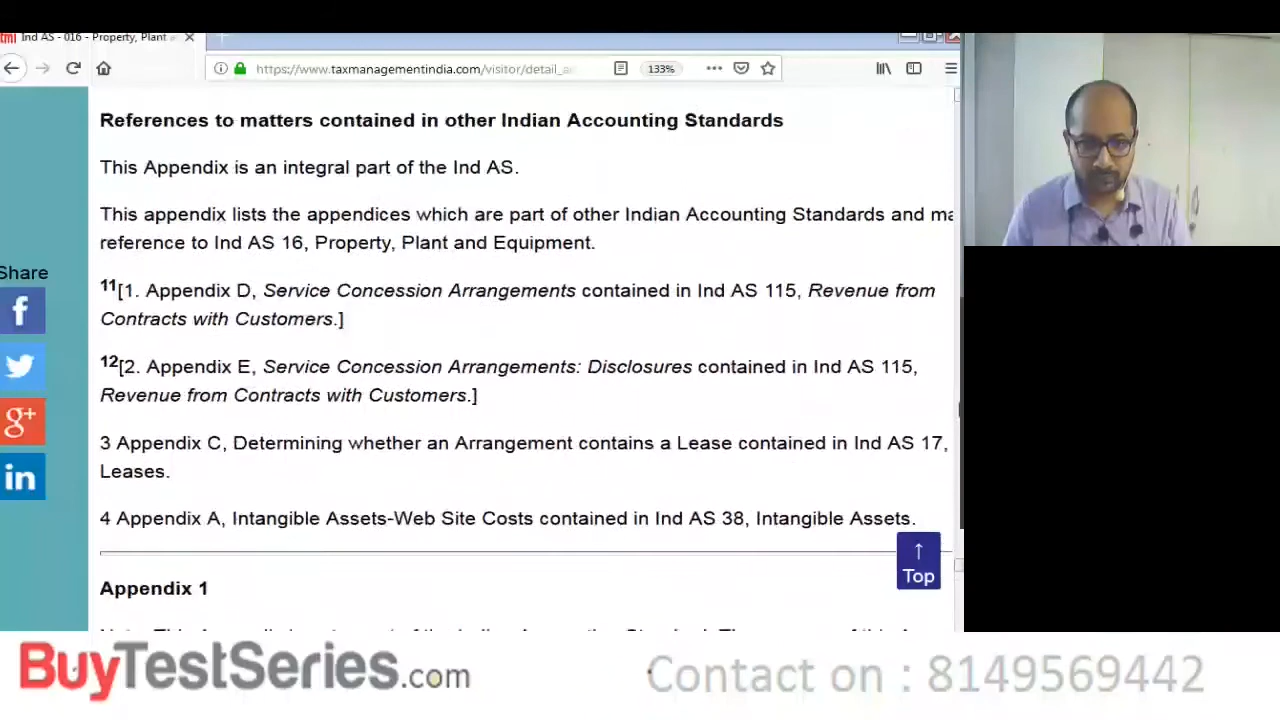 Ind AS - 016 - Property, Plant a
https://www.taxmanagementindia.com/visitor/detail_a
133%
References to matters contained in other Indian Accounting Standards
This Appendix is an integral part of the Ind AS.
This appendix lists the appendices which are part of other Indian Accounting Standards and ma
reference to Ind AS 16, Property, Plant and Equipment.
11[1. Appendix D, Service Concession Arrangements contained in Ind AS 115, Revenue from
Contracts with Customers.]
12[2. Appendix E, Service Concession Arrangements: Disclosures contained in Ind AS 115,
Revenue from Contracts with Customers.]
3 Appendix C, Determining whether an Arrangement contains a Lease contained in Ind AS 17,
Leases.
4 Appendix A, Intangible Assets-Web Site Costs contained in Ind AS 38, Intangible Assets.
Share
f
g+
in
↑
Top
Appendix 1
BuyTestSeries.com
Contact on : 8149569442